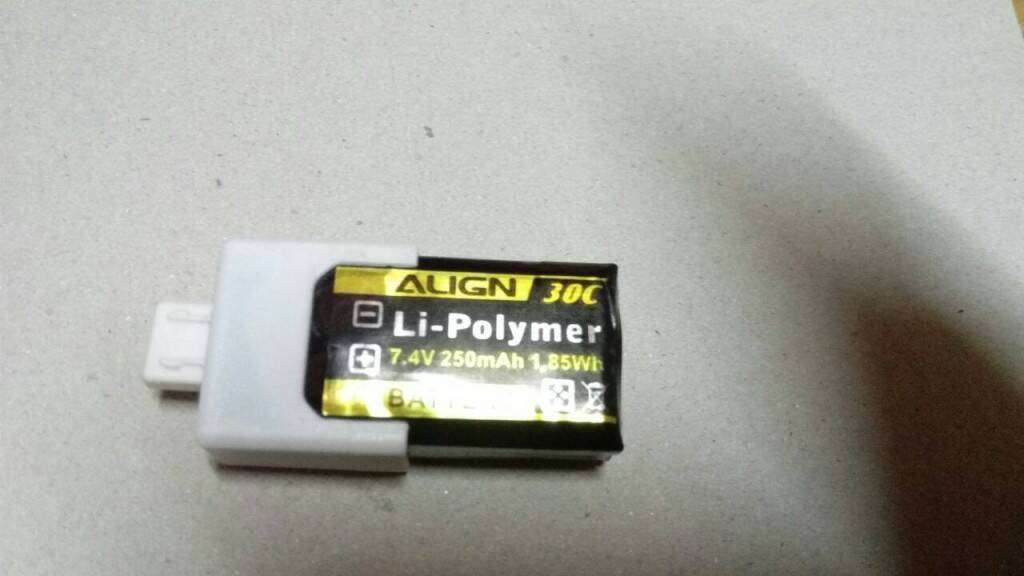 ALIGN 30C
Li-Polymer
7.4V 250mAh 1.85Wh